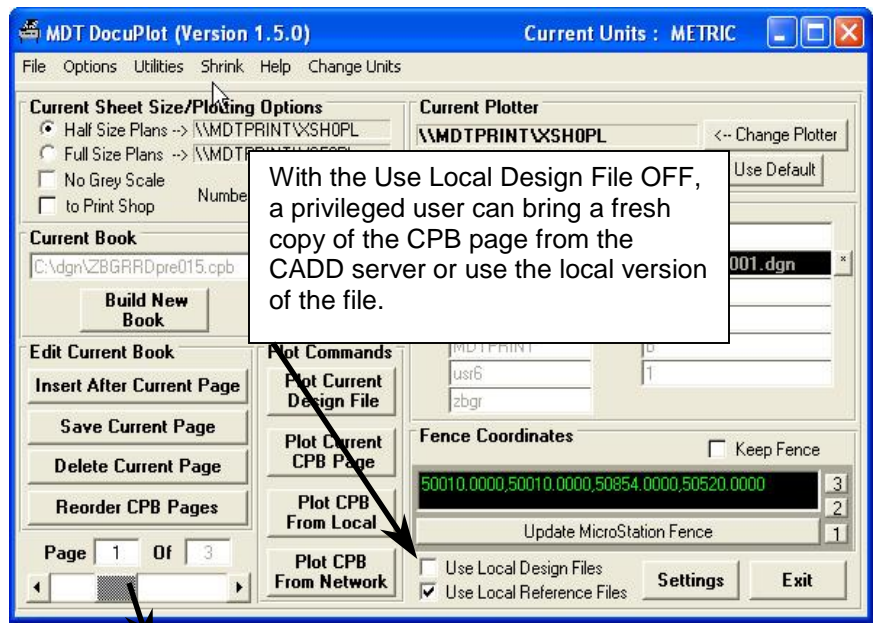 MDT DocuPlot (Version 1.5.0) Current Units : METRIC
File Options Utilities Shrink Help Change Units
Current Sheet Size/Plotting Options
Half Size Plans --> \\MDTPRINT\XSH0PL
Full Size Plans -->
No Grey Scale
to Print Shop
Current Plotter
\\MDTPRINT\XSH0PL
<-- Change Plotter
Use Default
With the Use Local Design File OFF,
a privileged user can bring a fresh
copy of the CPB page from the
CADD server or use the local version
of the file.
001.dgn *
Current Book
C:\dgn\ZBGRRDpre015.cpb
Build New
Book
Edit Current Book
Insert After Current Page
Save Current Page
Delete Current Page
Reorder CPB Pages
Page 1 Of 3
Plot Commands
Plot Current
Design File
Plot Current
CPB Page
Plot CPB
From Local
Plot CPB
From Network
MDTPRINT
usr6 1
zbgr
Fence Coordinates
Keep Fence
50010.0000,50010.0000,50854.0000,50520.0000
3
2
1
Update MicroStation Fence
Use Local Design Files
Use Local Reference Files
Settings
Exit